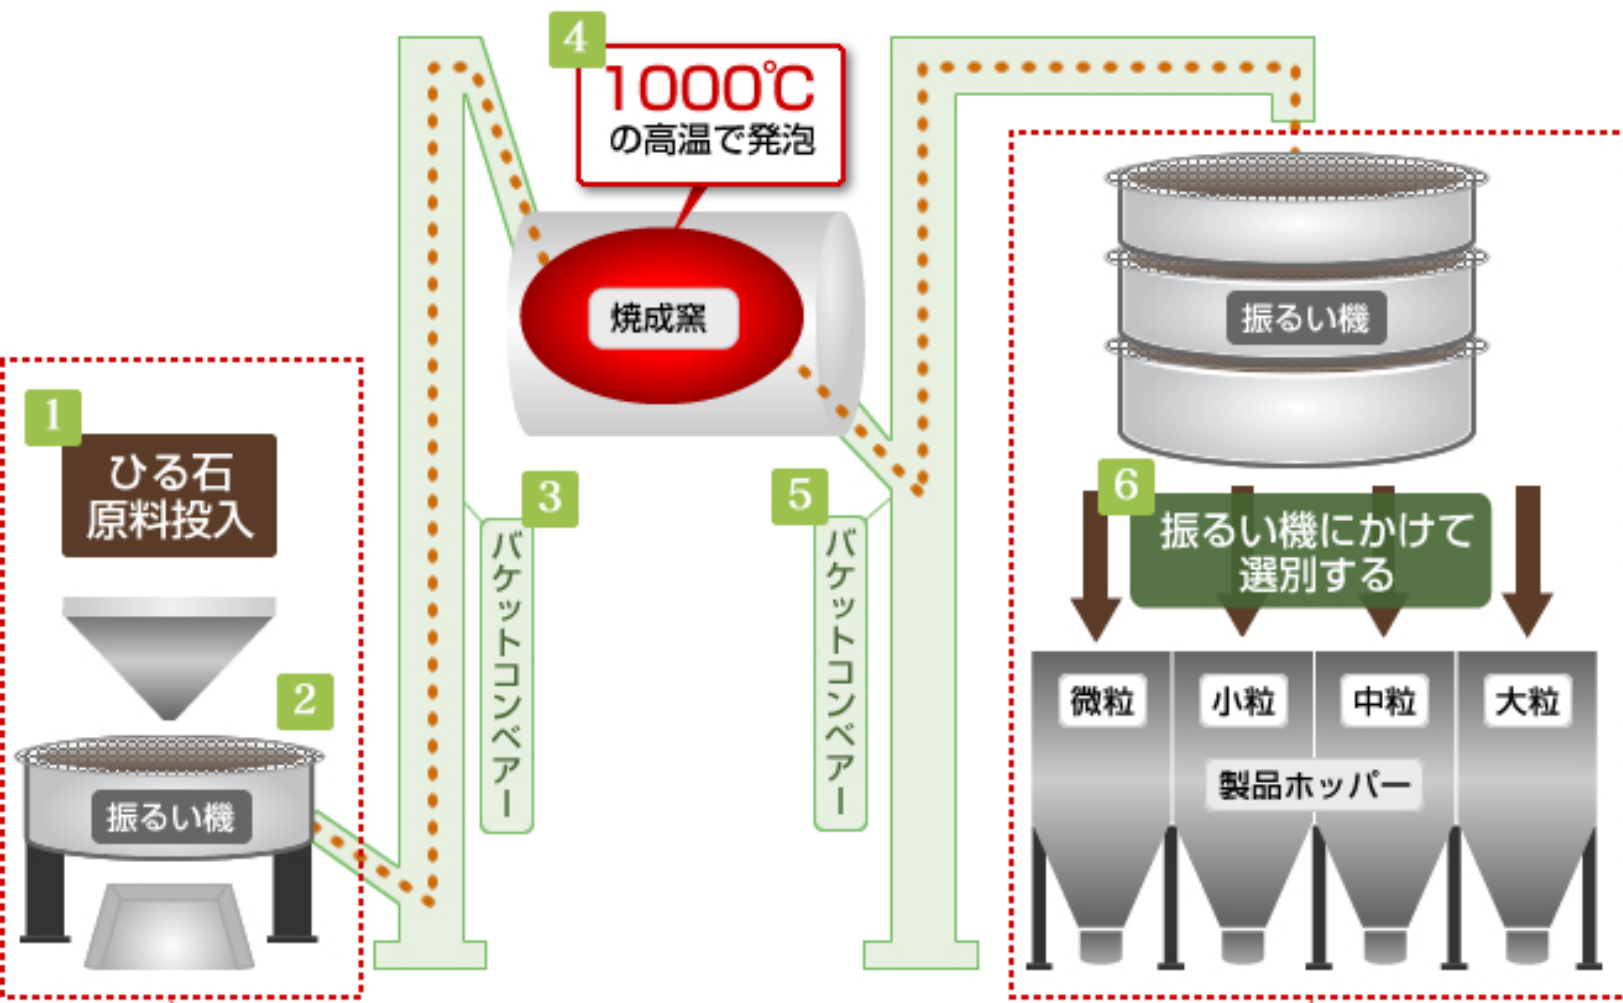 1
ひる石
原料投入
2
振るい機
3
バケットコンベアー
4
1000℃
の高温で発泡
焼成窯
5
バケットコンベアー
振るい機
6
振るい機にかけて
選別する
微粒
小粒
中粒
大粒
製品ホッパー